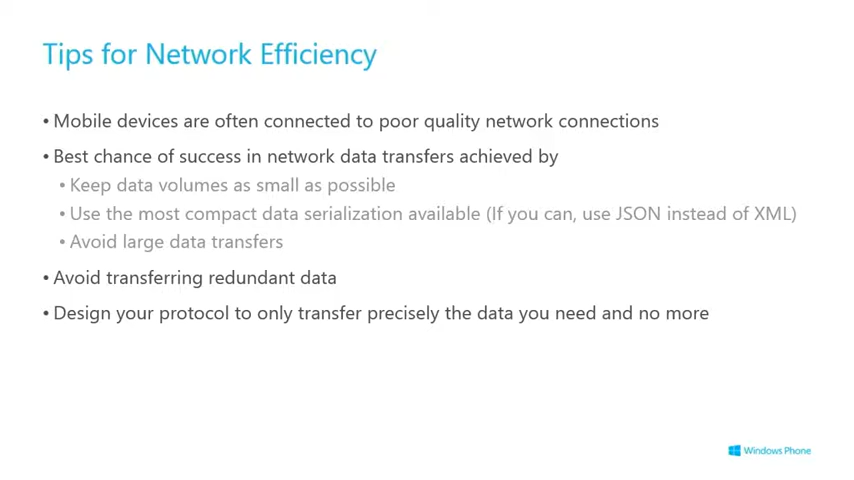 Tips for Network Efficiency
• Mobile devices are often connected to poor quality network connections
• Best chance of success in network data transfers achieved by
• Keep data volumes as small as possible
• Use the most compact data serialization available (If you can, use JSON instead of XML)
• Avoid large data transfers
• Avoid transferring redundant data
• Design your protocol to only transfer precisely the data you need and no more
Windows Phone